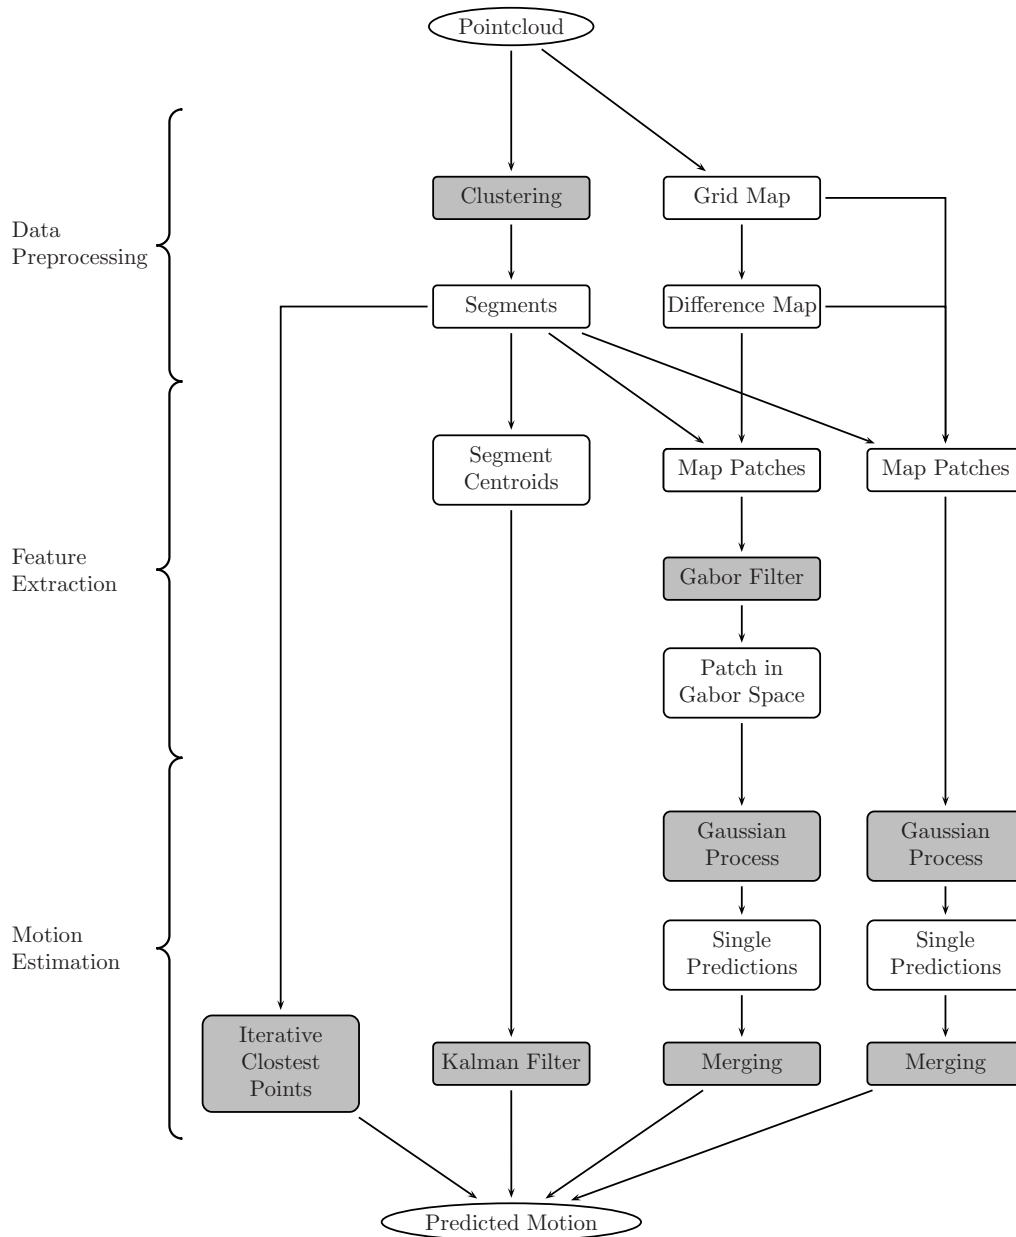 Pointcloud
Clustering
Grid Map
Data
Preprocessing
Segments
Difference Map
Segment
Centroids
Map Patches
Map Patches
Feature
Extraction
Gabor Filter
Patch in
Gabor Space
Gaussian
Process
Gaussian
Process
Motion
Estimation
Single
Predictions
Single
Predictions
Iterative
Clostest
Points
Kalman Filter
Merging
Merging
Predicted Motion